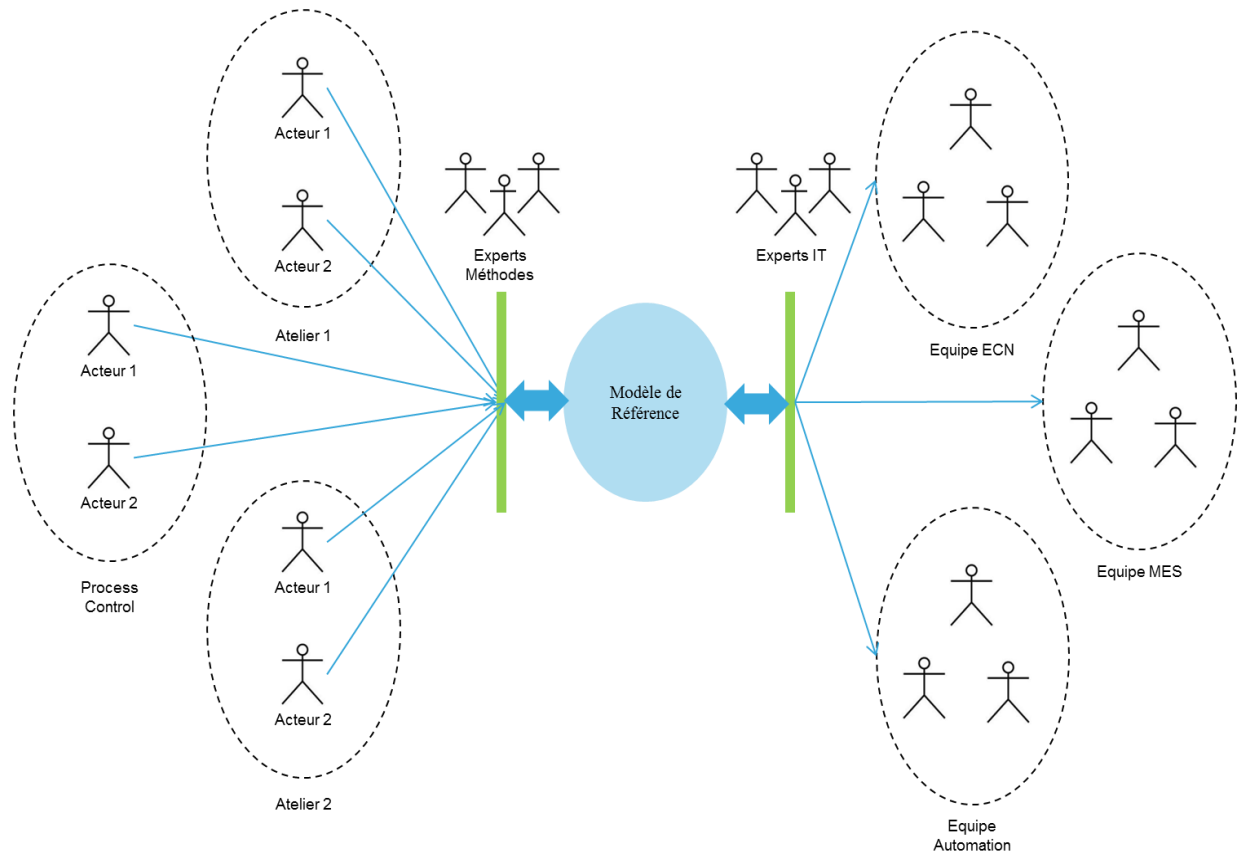 Acteur 1
Acteur 2
Atelier 1
Acteur 1
Acteur 2
Process
Control
Acteur 1
Acteur 2
Atelier 2
Experts
Méthodes
Modèle de
Référence
Experts IT
Equipe ECN
Equipe MES
Equipe
Automation